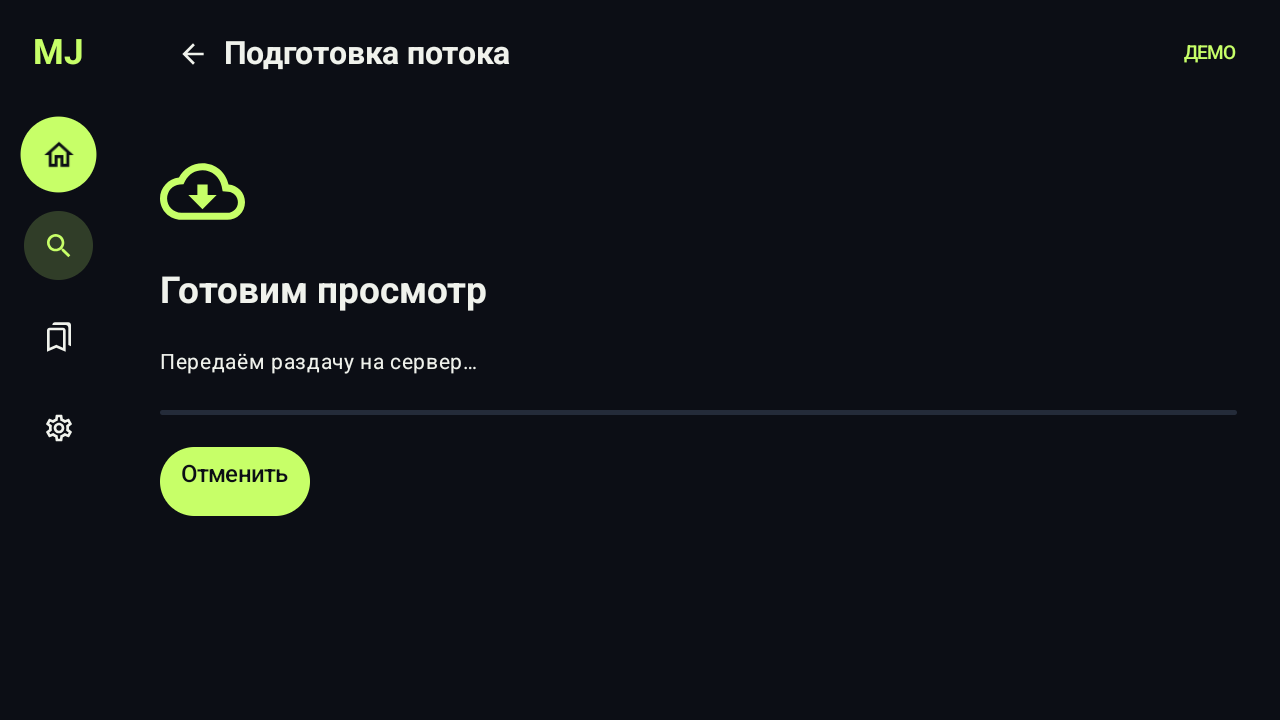 MJ
Подготовка потока
ДЕМО
Готовим просмотр
Передаём раздачу на сервер…
Отменить